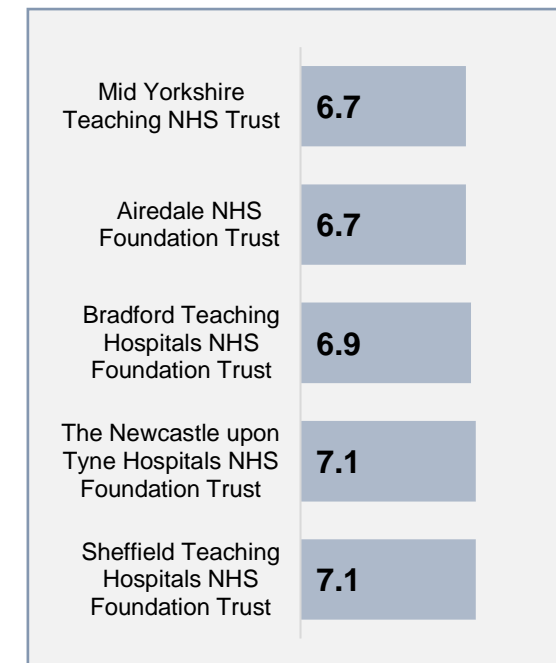 Mid Yorkshire
Teaching NHS Trust
6.7
Airedale NHS
Foundation Trust
6.7
Bradford Teaching
Hospitals NHS
Foundation Trust
6.9
The Newcastle upon
Tyne Hospitals NHS
Foundation Trust
7.1
Sheffield Teaching
Hospitals NHS
Foundation Trust
7.1